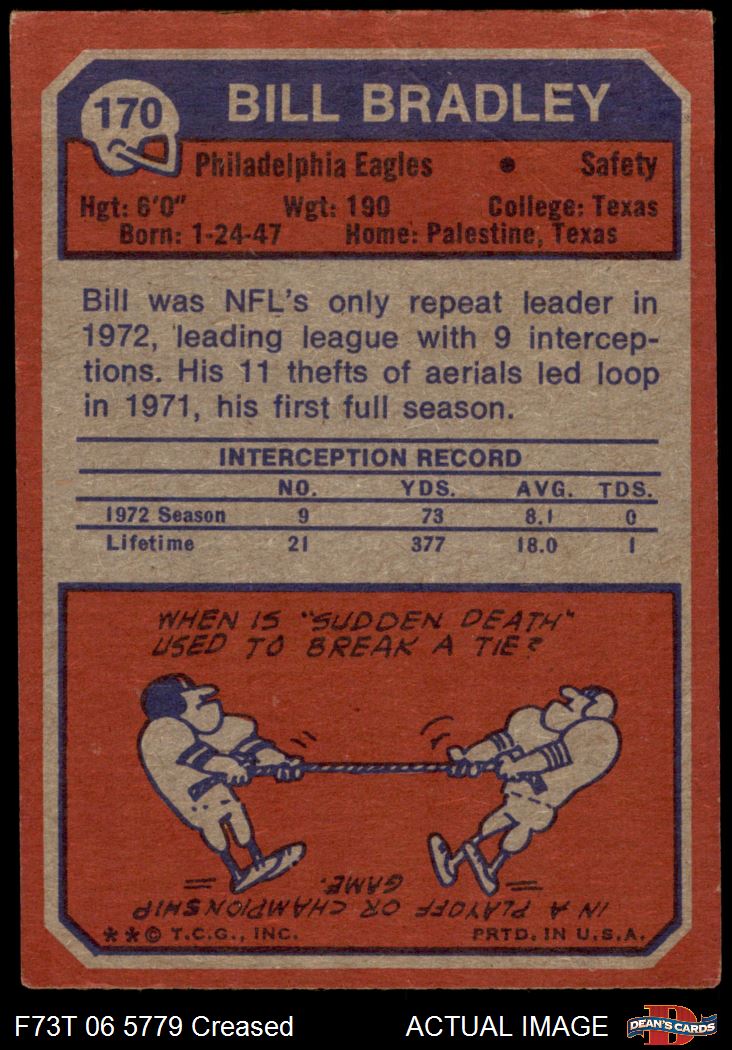 170
BILL BRADLEY
Philadelphia Eagles • Safety
Hgt: 6'0" Wgt: 190 College: Texas
Born: 1-24-47 Home: Palestine, Texas
Bill was NFL's only repeat leader in
1972, leading league with 9 intercep-
tions. His 11 thefts of aerials led loop
in 1971, his first full season.
INTERCEPTION RECORD
NO. YDS. AVG. TDS.
1972 Season 9 73 8.1 0
Lifetime 21 377 18.0 1
WHEN IS "SUDDEN DEATH"
USED TO BREAK A TIE?
IN A PLAYOFF OR CHAMPIONSHIP
GAME.
**© T.C.G., INC. PRTD. IN U.S.A.
F73T 06 5779 Creased ACTUAL IMAGE
D
DEAN'S CARDS